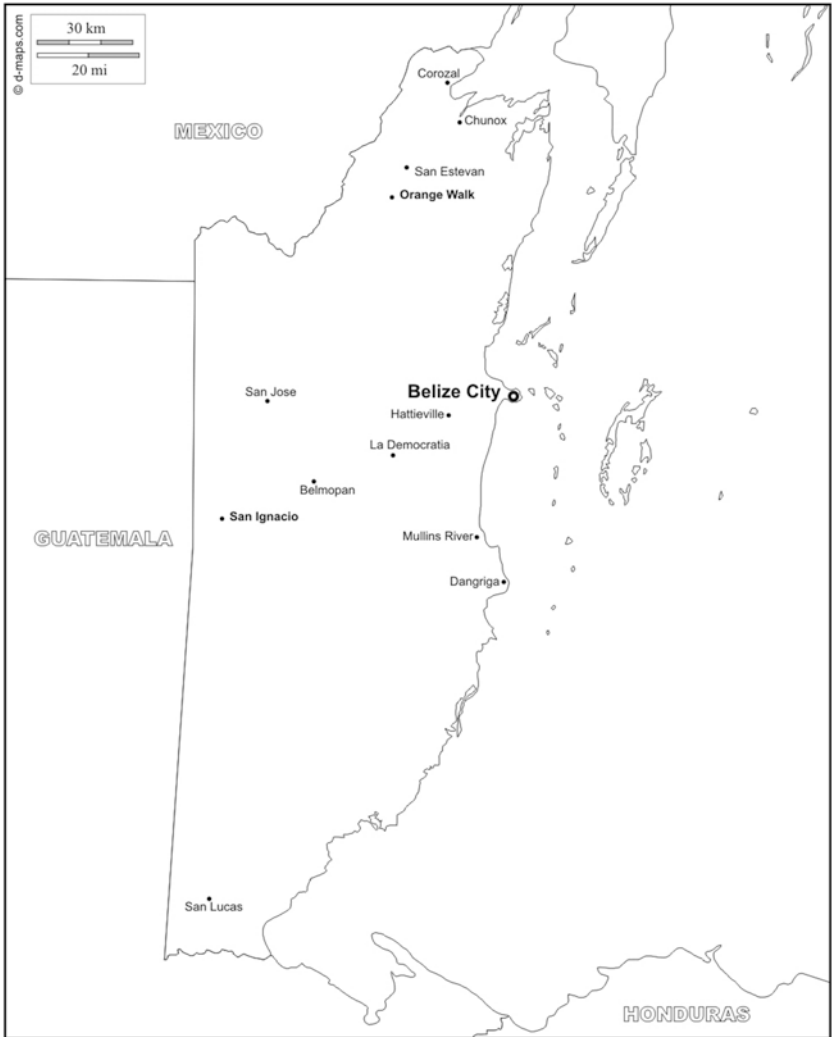 © d-maps.com
30 km
20 mi
Corozal
MEXICO
Chunox
San Estevan
Orange Walk
San Jose
Belize City
Hattieville
La Democratia
Belmopan
San Ignacio
GUATEMALA
Mullins River
Dangriga
San Lucas
HONDURAS